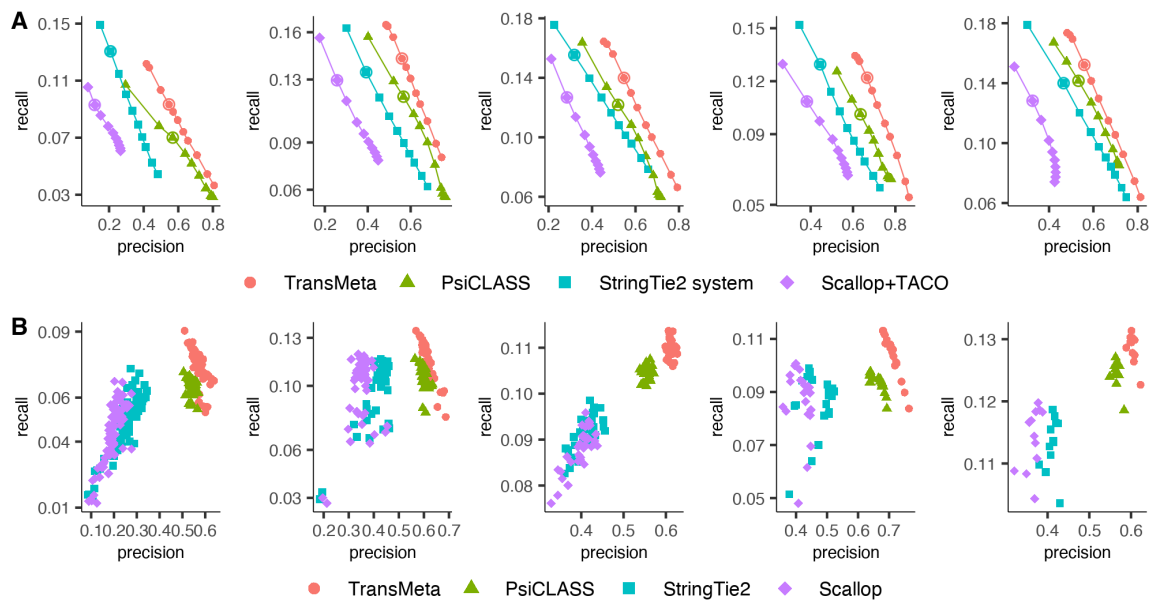 A
0.15
0.11
0.07
0.03
recall
0.2 0.4 0.6 0.8
precision
0.16
0.13
0.09
0.06
recall
0.2 0.4 0.6
precision
0.18
0.14
0.10
0.06
recall
0.2 0.4 0.6 0.8
precision
0.15
0.12
0.09
0.05
recall
0.2 0.4 0.6 0.8
precision
0.18
0.14
0.10
0.06
recall
0.4 0.6 0.8
precision
TransMeta PsiCLASS StringTie2 system Scallop+TACO
B
0.09
0.06
0.04
0.01
recall
0.10.20.30.40.50.6
precision
0.13
0.10
0.06
0.03
recall
0.20.30.40.50.60.7
precision
0.11
0.10
0.09
0.08
recall
0.4 0.5 0.6
precision
0.11
0.09
0.07
0.05
recall
0.4 0.5 0.6 0.7
precision
0.13
0.12
0.11
recall
0.4 0.5 0.6
precision
TransMeta PsiCLASS StringTie2 Scallop